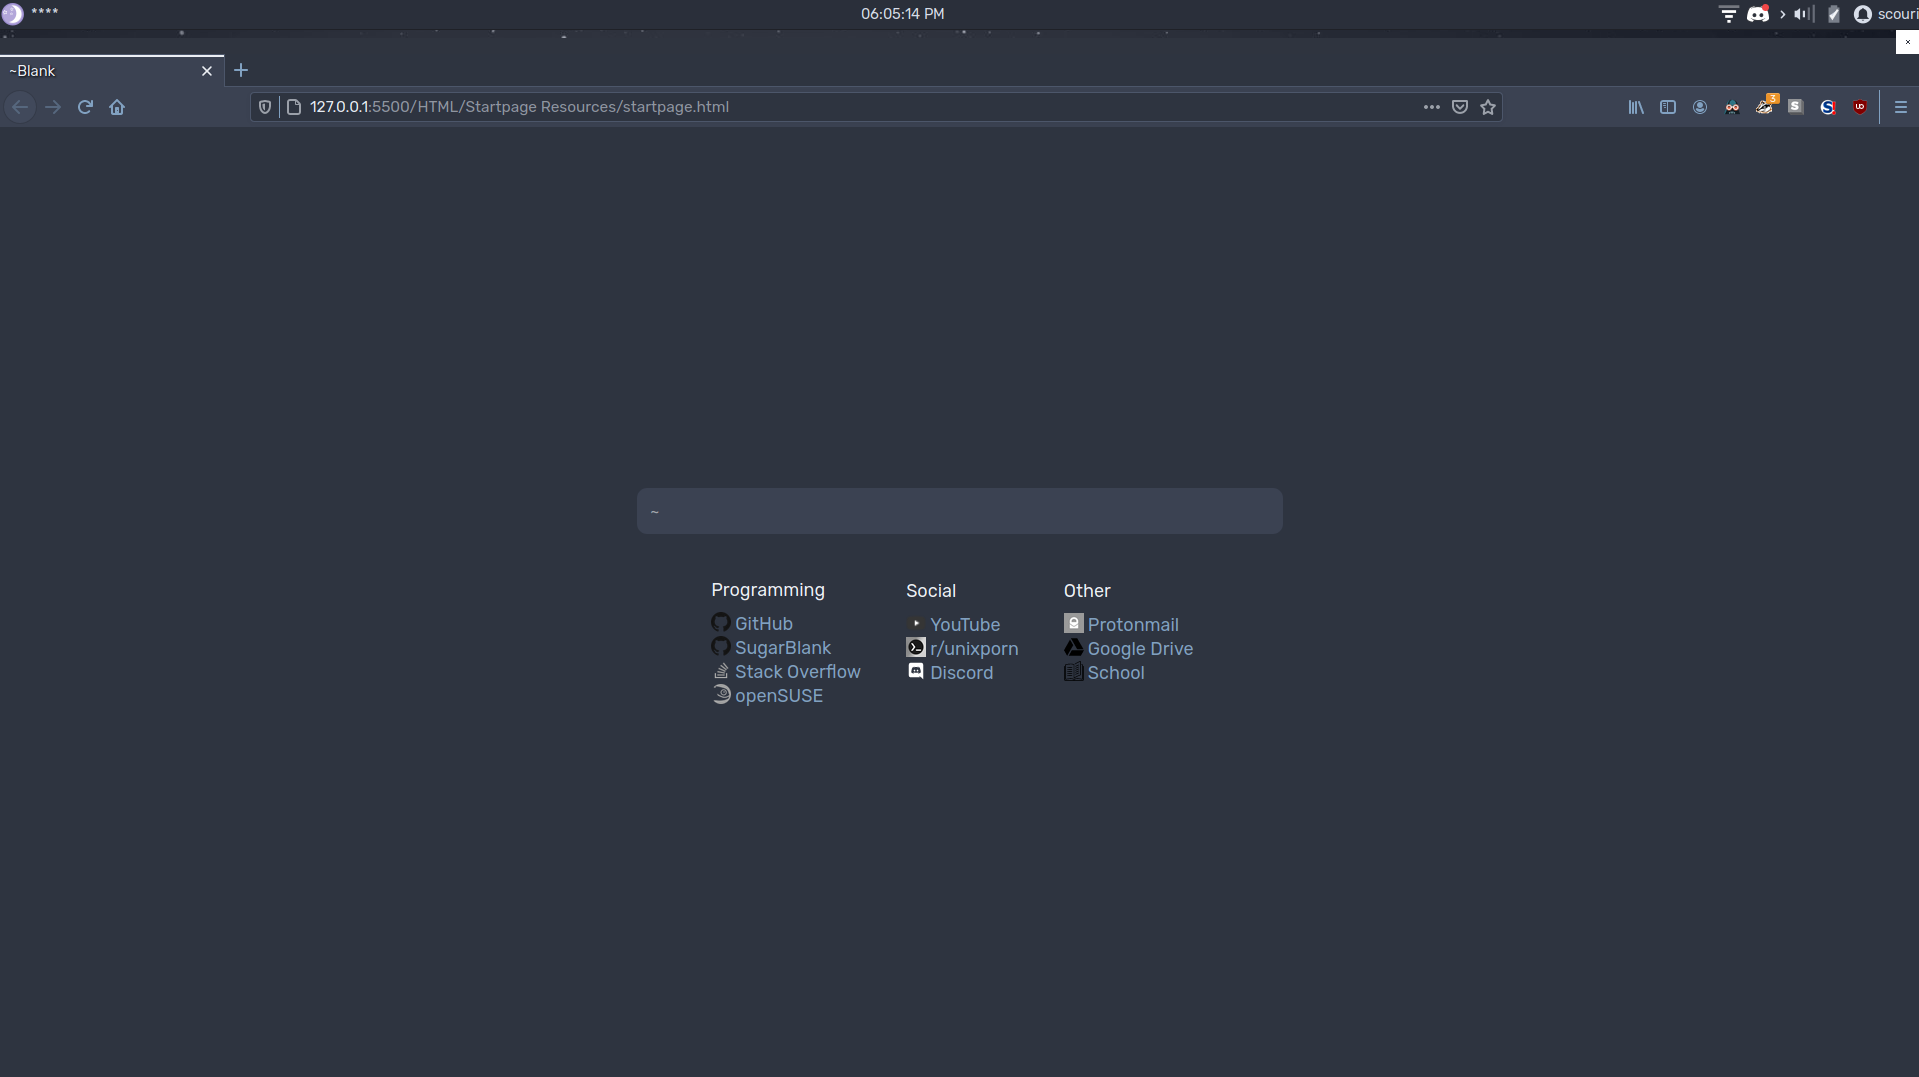 ****
06:05:14 PM
scouri
~Blank
127.0.0.1:5500/HTML/Startpage Resources/startpage.html
3
~
Programming
GitHub
SugarBlank
Stack Overflow
openSUSE
Social
YouTube
r/unixporn
Discord
Other
Protonmail
Google Drive
School